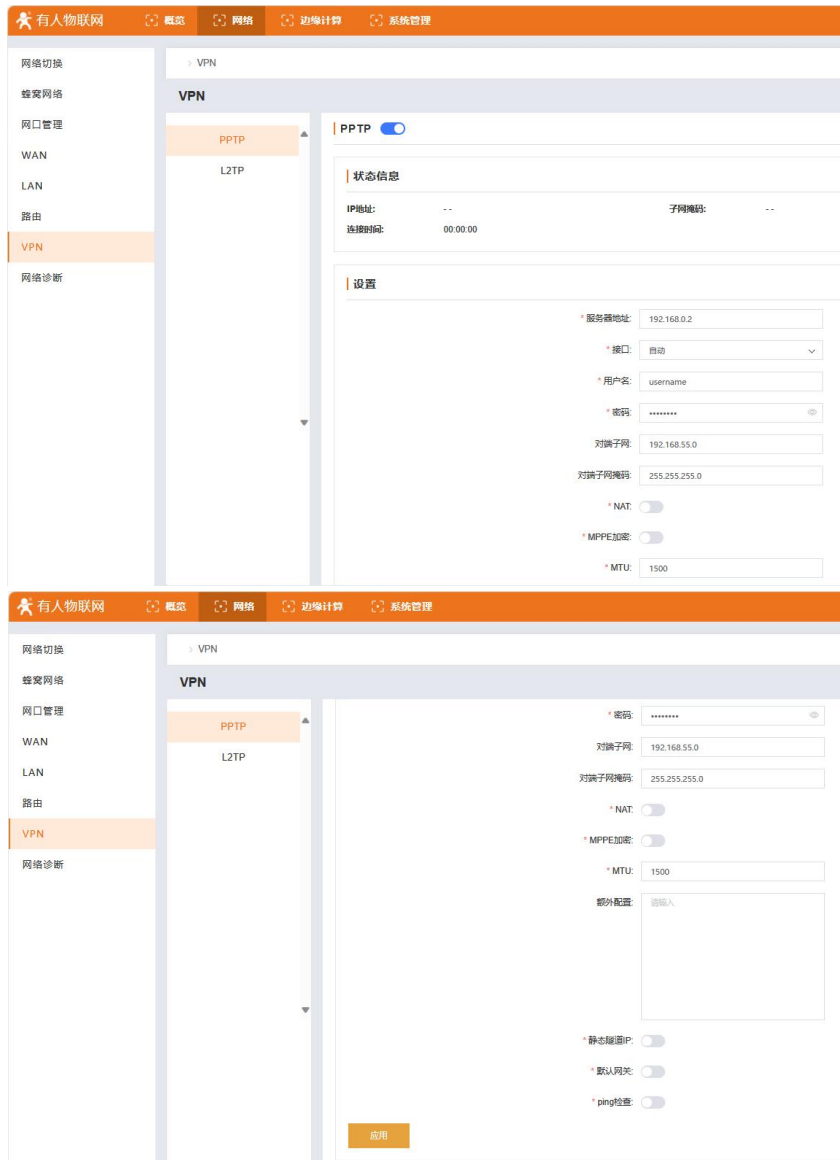 有人物联网 概览 网络 边缘计算 系统管理
网络切换
蜂窝网络
网口管理
WAN
LAN
路由
VPN
网络诊断
> VPN
VPN
PPTP
L2TP
PPTP
状态信息
IP地址: -- 子网掩码: --
连接时间: 00:00:00
设置
* 服务器地址: 192.168.0.2
* 接口: 自动
* 用户名: username
* 密码: ••••••••
对端子网: 192.168.55.0
对端子网掩码: 255.255.255.0
* NAT:
* MPPE加密:
* MTU: 1500
有人物联网 概览 网络 边缘计算 系统管理
网络切换
蜂窝网络
网口管理
WAN
LAN
路由
VPN
网络诊断
> VPN
VPN
PPTP
L2TP
* 密码: ••••••••
对端子网: 192.168.55.0
对端子网掩码: 255.255.255.0
* NAT:
* MPPE加密:
* MTU: 1500
额外配置: 请输入
* 静态隧道IP:
* 默认网关:
* ping检查:
应用